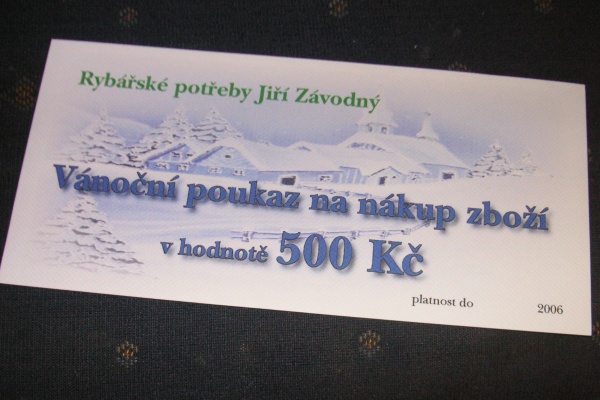 Rybářské potřeby Jiří Závodný
Vánoční poukaz na nákup zboží
v hodnotě 500 Kč
platnost do 2006